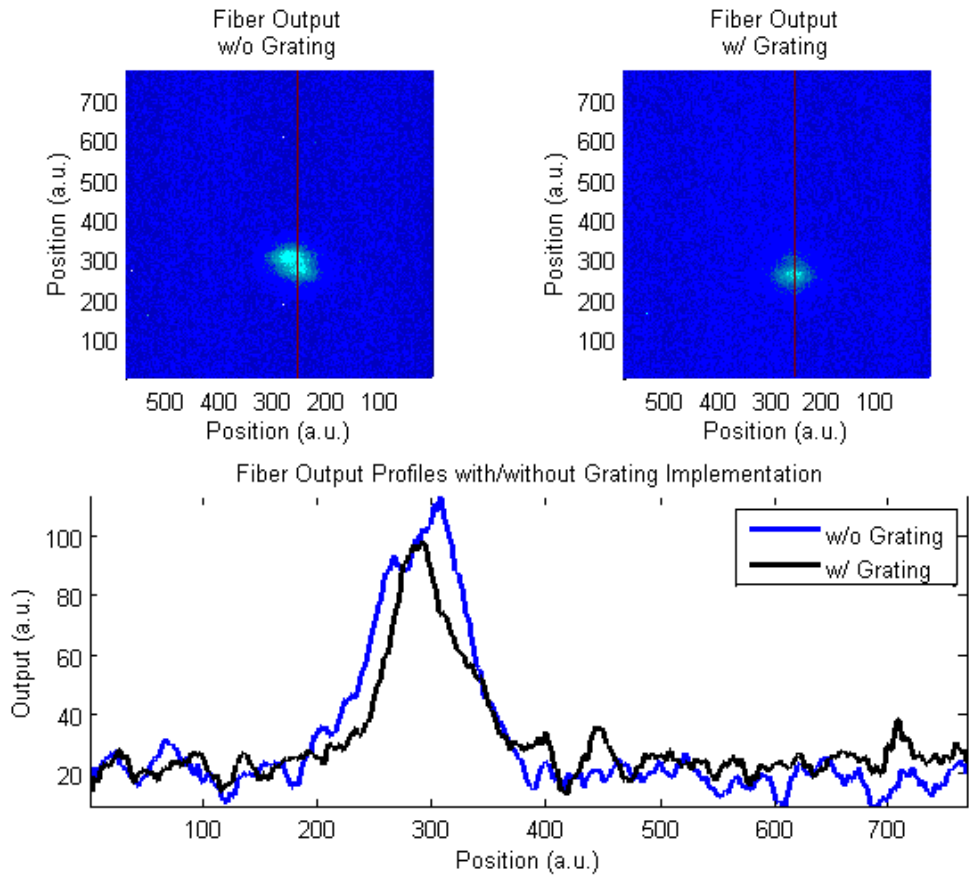 Fiber Output
w/o Grating
Fiber Output
w/ Grating
Position (a.u.)
700
600
500
400
300
200
100
500 400 300 200 100
Position (a.u.)
Position (a.u.)
700
600
500
400
300
200
100
500 400 300 200 100
Position (a.u.)
Fiber Output Profiles with/without Grating Implementation
Output (a.u.)
100
80
60
40
20
w/o Grating
w/ Grating
100 200 300 400 500 600 700
Position (a.u.)